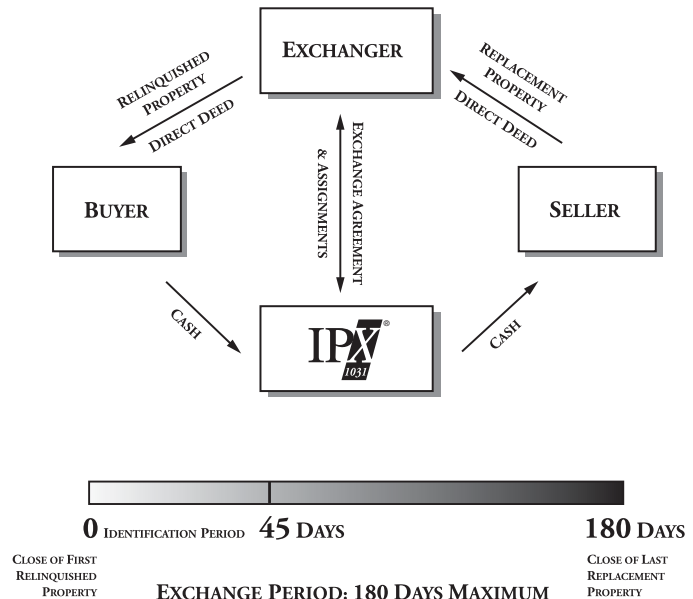 EXCHANGER
RELINQUISHED
PROPERTY
DIRECT DEED
REPLACEMENT
PROPERTY
DIRECT DEED
EXCHANGE AGREEMENT
& ASSIGNMENTS
BUYER
SELLER
CASH
IPX®
1031
CASH
0 IDENTIFICATION PERIOD 45 DAYS 180 DAYS
CLOSE OF FIRST
RELINQUISHED
PROPERTY
CLOSE OF LAST
REPLACEMENT
PROPERTY
EXCHANGE PERIOD: 180 DAYS MAXIMUM